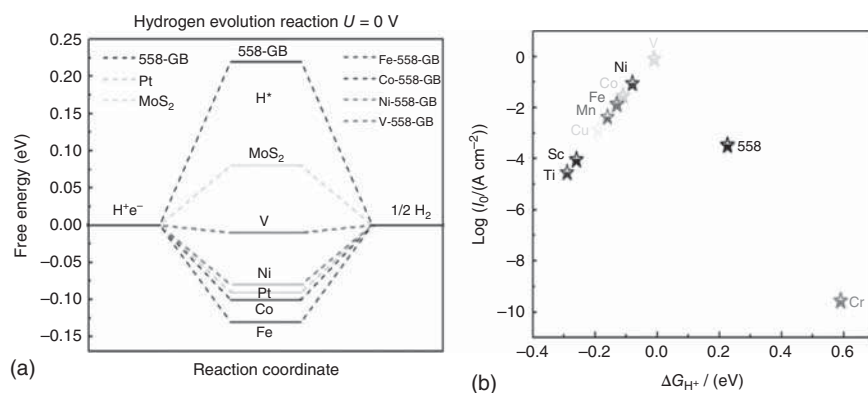 Hydrogen evolution reaction U = 0 V
0.25
0.20
0.15
0.10
0.05
0.00
−0.05
−0.10
−0.15
Free energy (eV)
558-GB
Pt
MoS₂
558-GB
Fe-558-GB
Co-558-GB
Ni-558-GB
V-558-GB
H*
MoS₂
H⁺e⁻
1/2 H₂
V
Ni
Pt
Co
Fe
Reaction coordinate
(a)
0
−2
−4
−6
−8
−10
Log (I₀/(A cm⁻²))
V
Ni
Co
Fe
Mn
Cu
Sc
Ti
558
Cr
−0.4
−0.2
0.0
0.2
0.4
0.6
ΔG_H⁺ / (eV)
(b)